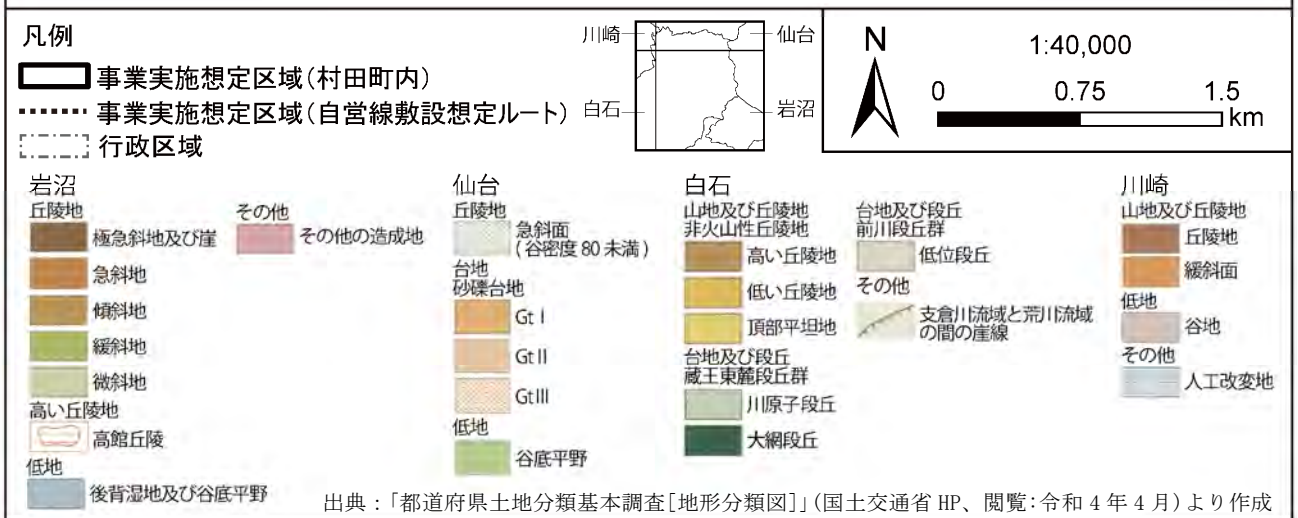 凡例
事業実施想定区域（村田町内）
事業実施想定区域（自営線敷設想定ルート）
行政区域
川崎
仙台
白石
岩沼
N
1:40,000
0 0.75 1.5
km
岩沼
丘陵地
極急斜地及び崖
急斜地
傾斜地
緩斜地
微斜地
高い丘陵地
高館丘陵
低地
後背湿地及び谷底平野
その他
その他の造成地
仙台
丘陵地
急斜面
(谷密度 80 未満)
台地
砂礫台地
Gt I
Gt II
Gt III
低地
谷底平野
白石
山地及び丘陵地
非火山性丘陵地
高い丘陵地
低い丘陵地
頂部平坦地
台地及び段丘
蔵王東麓段丘群
川原子段丘
大網段丘
台地及び段丘
前川段丘群
低位段丘
その他
支倉川流域と荒川流域
の間の崖線
川崎
山地及び丘陵地
丘陵地
緩斜面
低地
谷地
その他
人工改変地
出典：「都道府県土地分類基本調査[地形分類図]」(国土交通省 HP、閲覧：令和 4 年 4 月)より作成